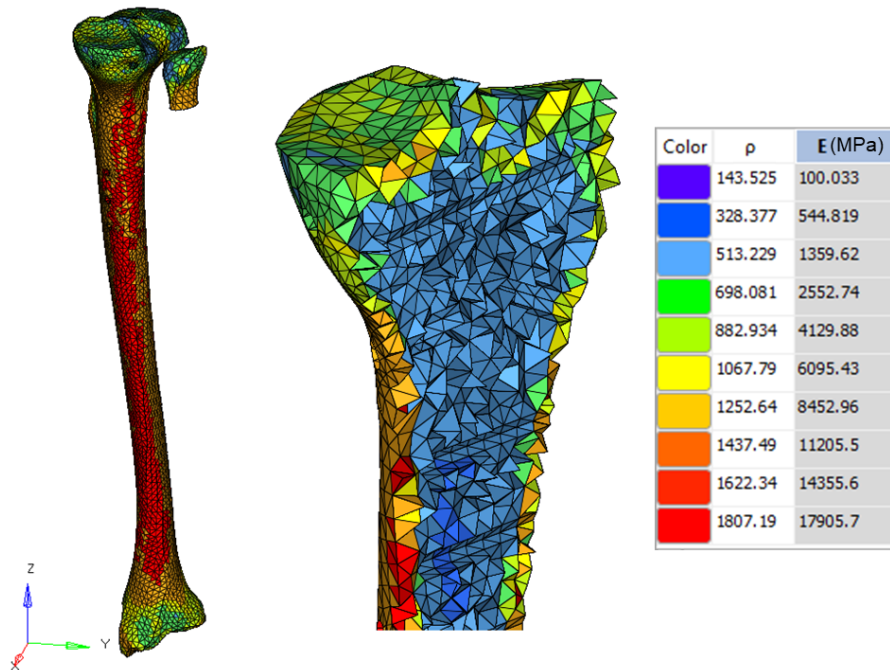 Color ρ E (MPa)
143.525 100.033
328.377 544.819
513.229 1359.62
698.081 2552.74
882.934 4129.88
1067.79 6095.43
1252.64 8452.96
1437.49 11205.5
1622.34 14355.6
1807.19 17905.7
Z
Y
X